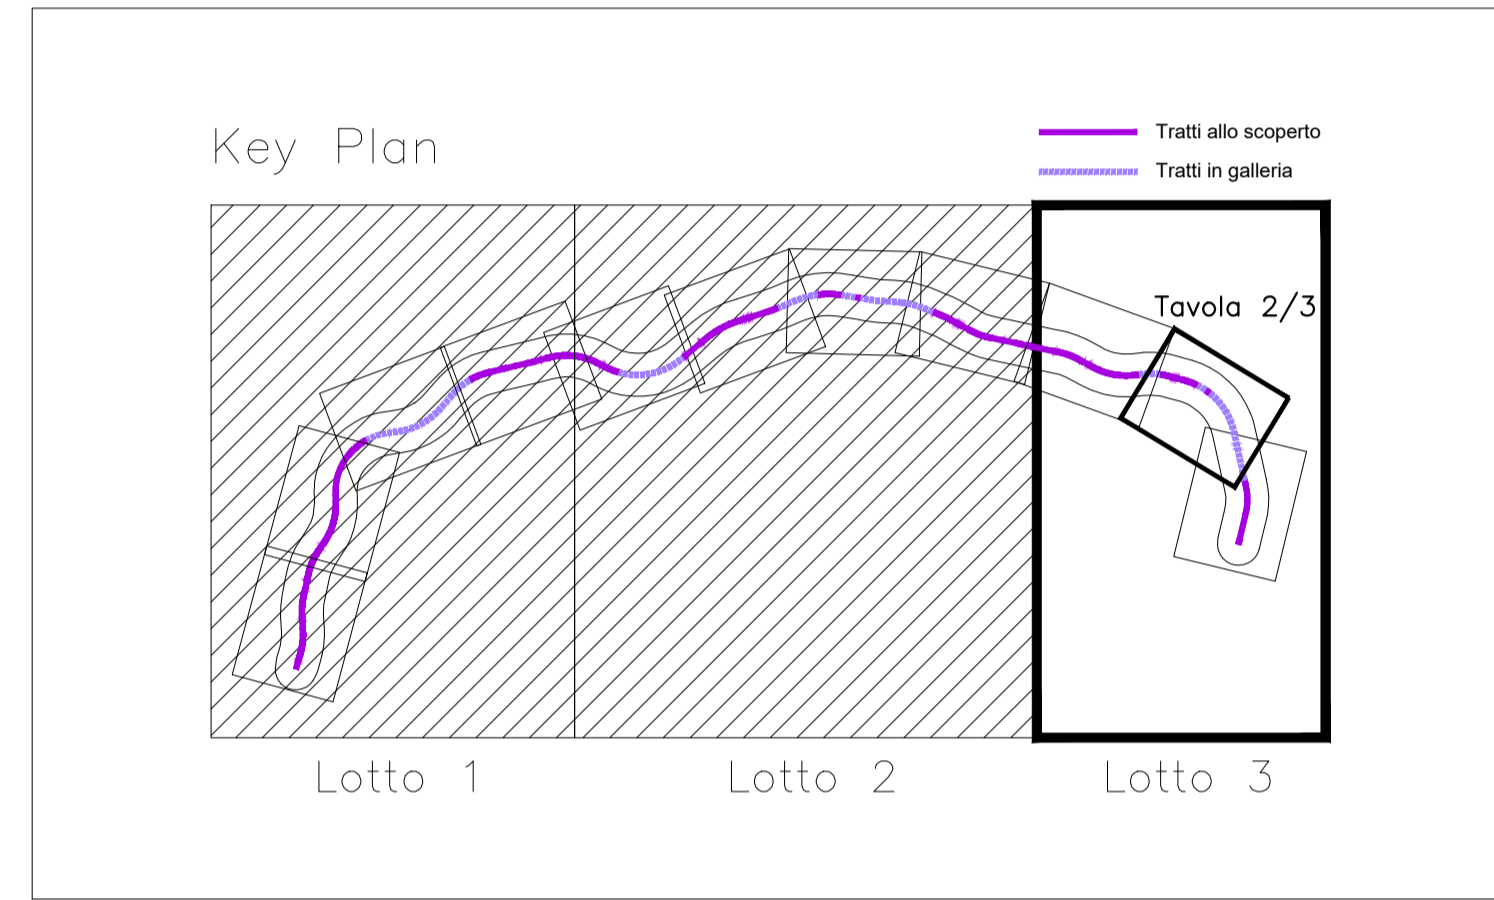 Key Plan
Tratti allo scoperto
Tratti in galleria
Tavola 2/3
Lotto 1
Lotto 2
Lotto 3